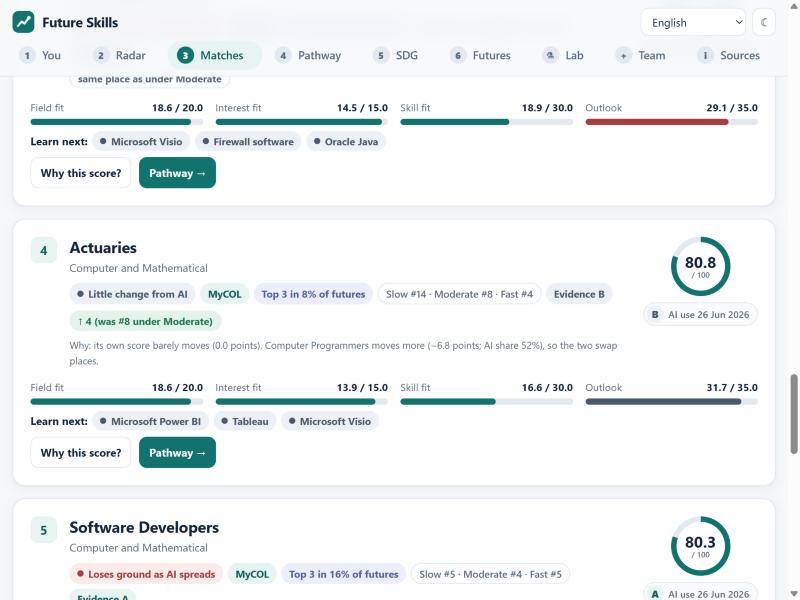 Future Skills
English
1 You
2 Radar
3 Matches
4 Pathway
5 SDG
6 Futures
Lab
+ Team
i Sources
same place as under Moderate
Field fit 18.6 / 20.0
Interest fit 14.5 / 15.0
Skill fit 18.9 / 30.0
Outlook 29.1 / 35.0
Learn next: Microsoft Visio Firewall software Oracle Java
Why this score? Pathway →
4 Actuaries
Computer and Mathematical
80.8
/ 100
Little change from AI MyCOL Top 3 in 8% of futures Slow #14 · Moderate #8 · Fast #4 Evidence B
B AI use 26 Jun 2026
↑ 4 (was #8 under Moderate)
Why: its own score barely moves (0.0 points). Computer Programmers moves more (−6.8 points; AI share 52%), so the two swap
places.
Field fit 18.6 / 20.0
Interest fit 13.9 / 15.0
Skill fit 16.6 / 30.0
Outlook 31.7 / 35.0
Learn next: Microsoft Power BI Tableau Microsoft Visio
Why this score? Pathway →
5 Software Developers
Computer and Mathematical
80.3
/ 100
Loses ground as AI spreads MyCOL Top 3 in 16% of futures Slow #5 · Moderate #4 · Fast #5
A AI use 26 Jun 2026
Evidence A